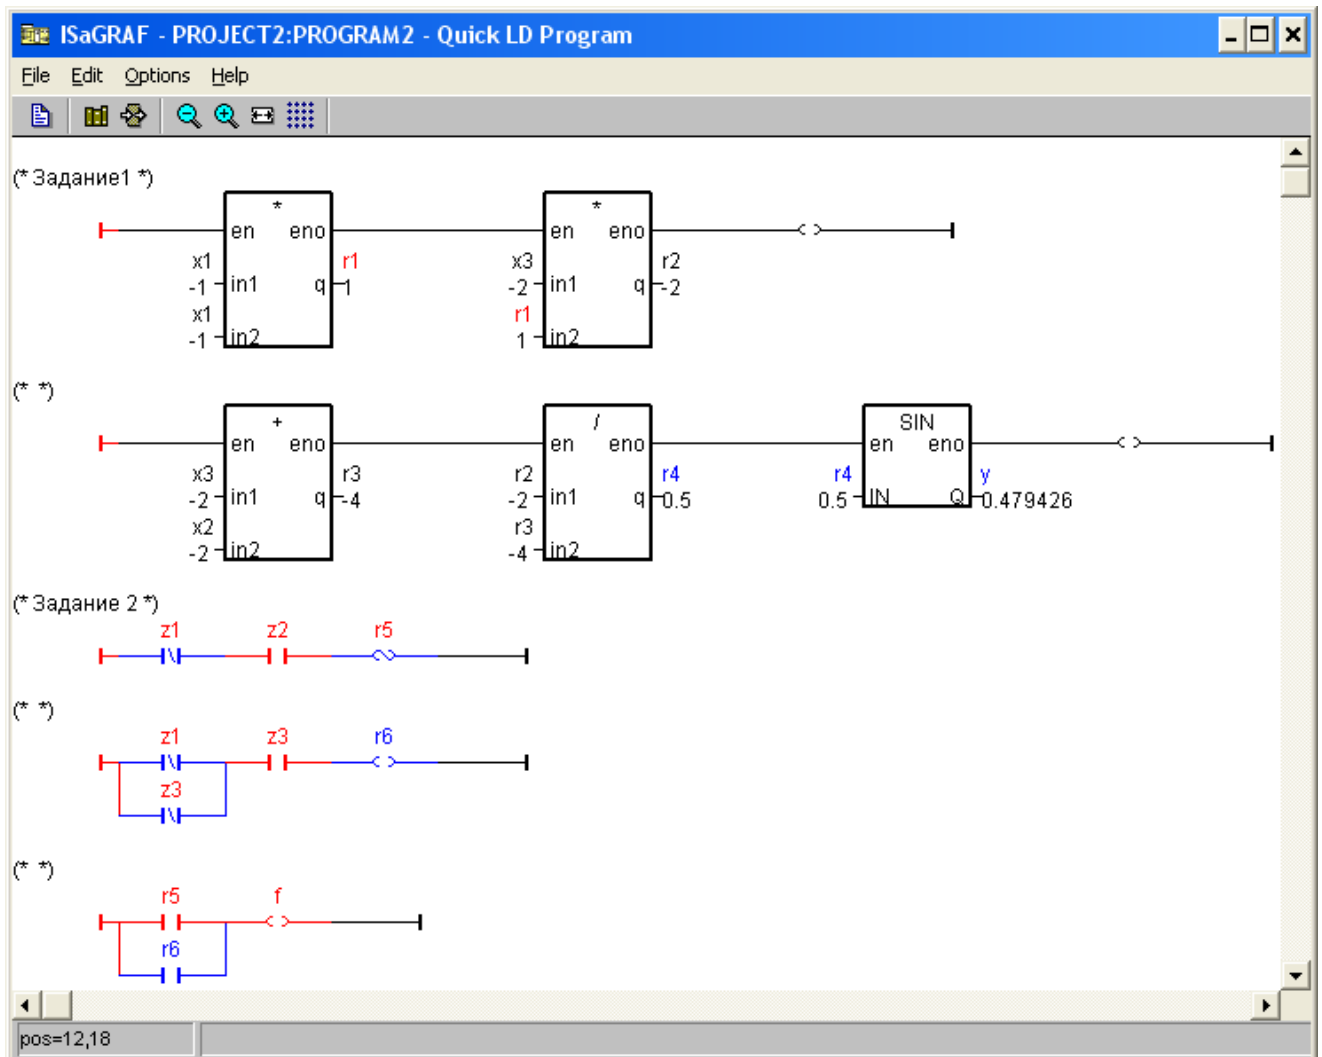 ISaGRAF - PROJECT2:PROGRAM2 - Quick LD Program
File Edit Options Help
(* Задание1 *)
* *
en eno en eno
x1 r1 x3 r2
-1 in1 q 1 -2 in1 q -2
x1 r1
-1 in2 1 in2
(* *)
+ / SIN
en eno en eno en eno
x3 r3 r2 r4 r4 y
-2 in1 q -4 -2 in1 q 0.5 0.5 IN Q 0.479426
x2 r3
-2 in2 -4 in2
(* Задание 2 *)
z1 z2 r5
(* *)
z1 z3 r6
z3
(* *)
r5 f
r6
pos=12,18